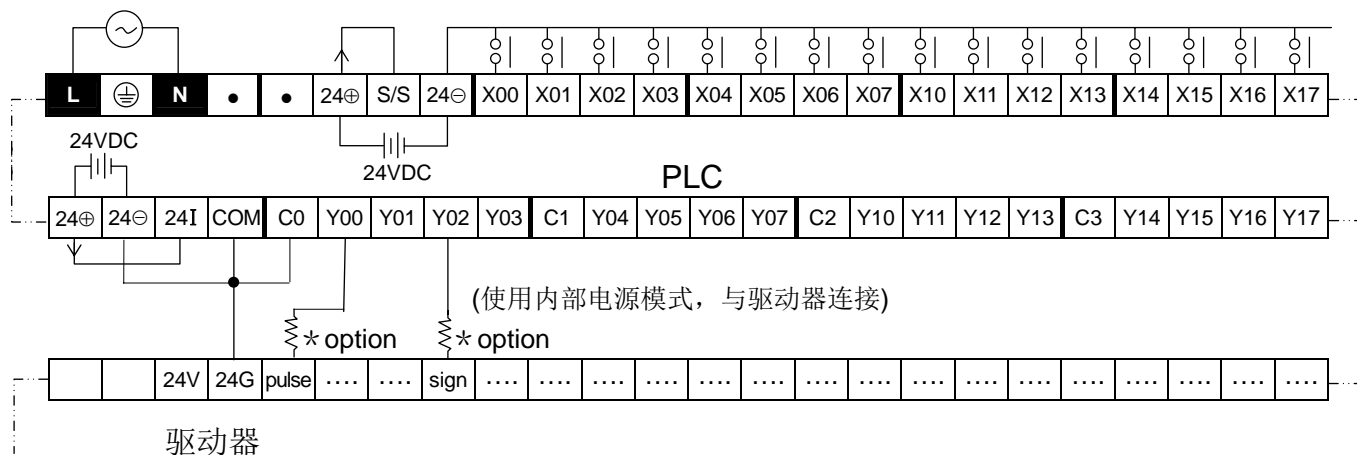 L ⏚ N • • 24⊕ S/S 24⊖ X00 X01 X02 X03 X04 X05 X06 X07 X10 X11 X12 X13 X14 X15 X16 X17
24VDC
24VDC
PLC
24⊕ 24⊖ 24I COM C0 Y00 Y01 Y02 Y03 C1 Y04 Y05 Y06 Y07 C2 Y10 Y11 Y12 Y13 C3 Y14 Y15 Y16 Y17
(使用内部电源模式，与驱动器连接)
*option *option
24V 24G pulse ···· ···· sign ···· ···· ···· ···· ···· ···· ···· ···· ···· ···· ···· ···· ···· ···· ···· ····
驱动器